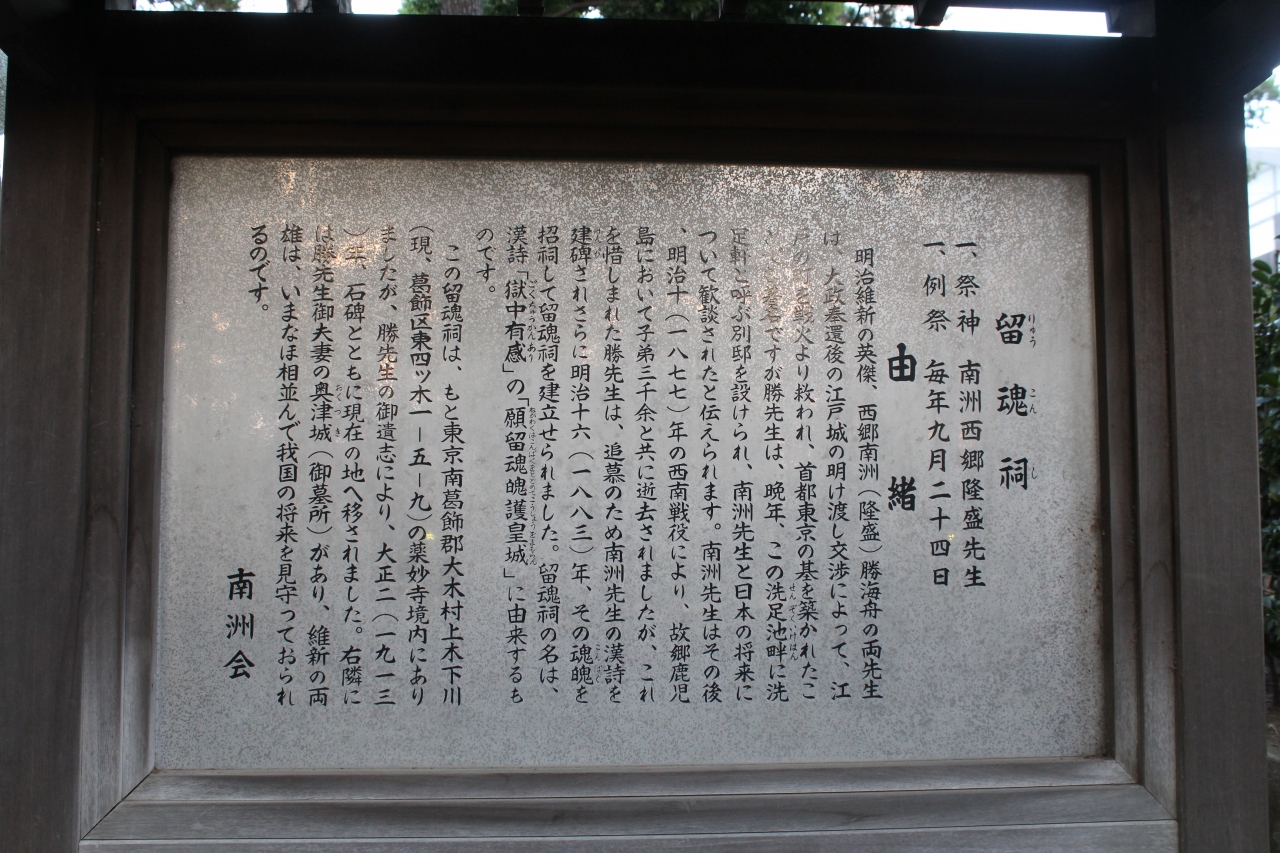 留魂祠
一、祭神 南洲西郷隆盛先生
一、例祭 毎年九月二十四日
由緒
明治維新の英傑、西郷南洲（隆盛）勝海舟の両先生
は、大政奉還後の江戸城の明け渡し交渉によって、江
戸の町を戦火より救われ、首都東京の基を築かれたこ
ですが勝先生は、晩年、この洗足池畔に洗
足軒と呼ぶ別邸を設けられ、南洲先生と日本の将来に
ついて歓談されたと伝えられます。南洲先生はその後
、明治十（一八七七）年の西南戦役により、故郷鹿児
島において子弟三千余と共に逝去されましたが、これ
を惜しまれた勝先生は、追慕のため南洲先生の漢詩を
建碑されさらに明治十六（一八八三）年、その魂魄を
招祠して留魂祠を建立せられました。留魂祠の名は、
漢詩「獄中有感」の「願留魂魄護皇城」に由来するも
のです。
この留魂祠は、もと東京南葛飾郡大木村上木下川
（現、葛飾区東四ッ木一－五－九）の薬妙寺境内にあり
ましたが、勝先生の御遺志により、大正二（一九一三
）年、石碑とともに現在の地へ移されました。右隣に
は勝先生御夫妻の奥津城（御墓所）があり、維新の両
雄は、いまなほ相並んで我国の将来を見守っておられ
るのです。
南洲会